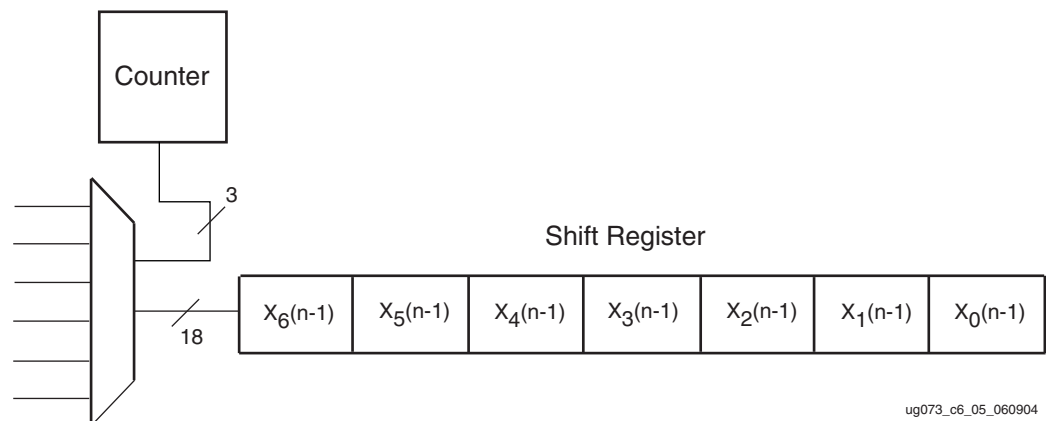 Counter
3
Shift Register
18
X6(n-1) X5(n-1) X4(n-1) X3(n-1) X2(n-1) X1(n-1) X0(n-1)
ug073_c6_05_060904